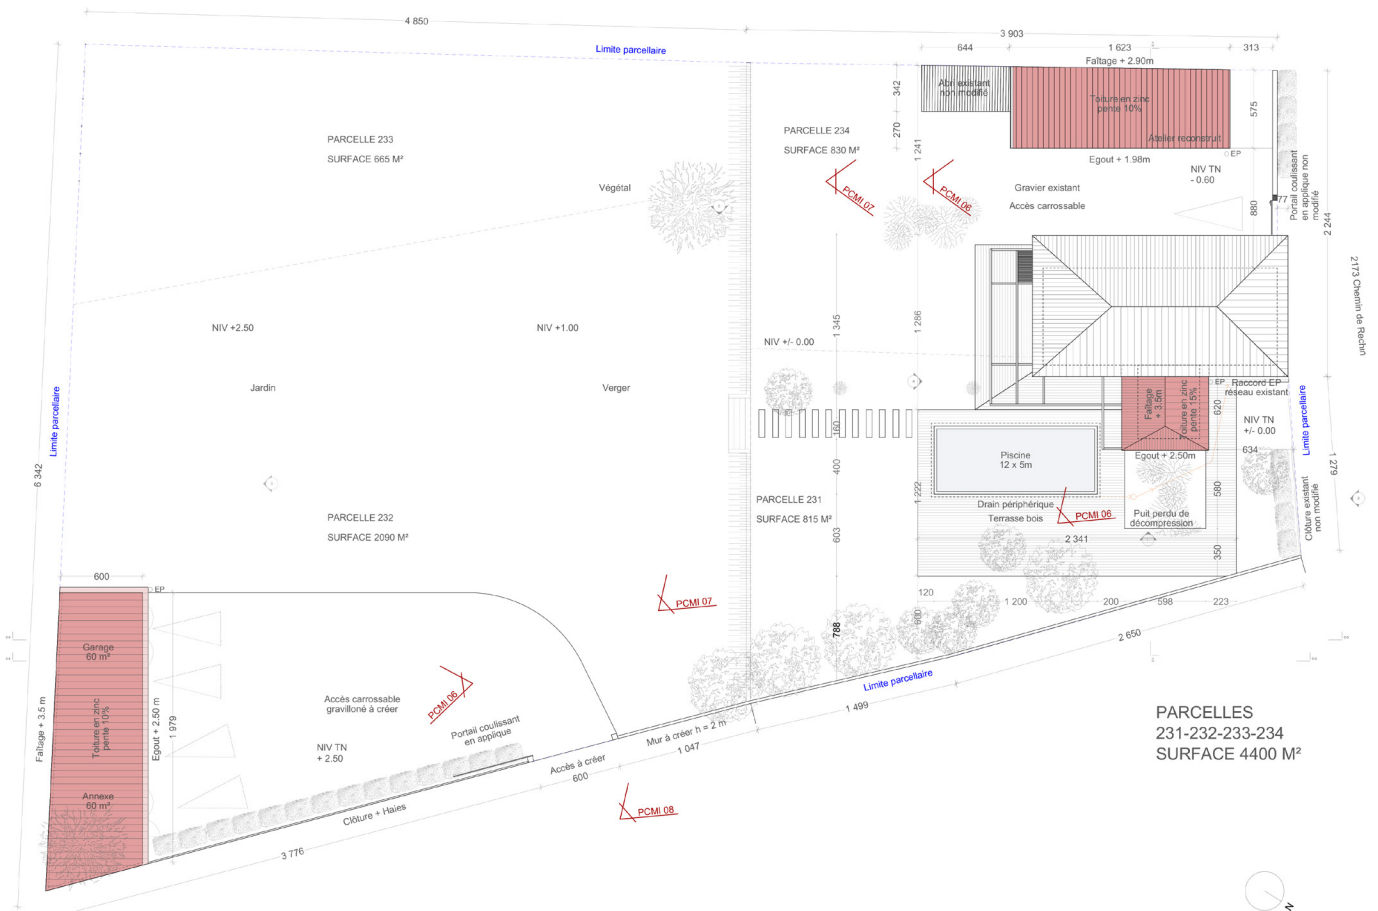 4 850
3 903
Limite parcellaire
644
1 623
313
Faîtage + 2.90m
Abri existant
non modifié
Toiture en zinc
pente 10%
Atelier reconstruit
342
270
575
EP
Egout + 1.98m
NIV TN
- 0.60
PARCELLE 233
SURFACE 665 M²
PARCELLE 234
SURFACE 830 M²
1 241
Végétal
PCMI 07
PCMI 06
Gravier existant
Accès carrossable
880
77
Portail coulissant
en applique non
modifié
2 244
2173 Chemin de Rechin
NIV +2.50
NIV +1.00
NIV +/- 0.00
1 345
1 286
Jardin
Verger
Limite parcellaire
6 342
Faîtage
+ 3.5m
Toiture en zinc
pente 15%
EP
Raccord EP
réseau existant
620
NIV TN
+/- 0.00
634
Limite parcellaire
1 279
160
400
1 222
Piscine
12 x 5m
Egout + 2.50m
580
Drain périphérique
Terrasse bois
PCMI 06
Puit perdu de
décompression
Clôture existant
non modifié
PARCELLE 231
SURFACE 815 M²
603
2 341
350
PARCELLE 232
SURFACE 2090 M²
600
EP
120
1 200
200
598
223
600
788
2 650
PCMI 07
Garage
60 m²
Toiture en zinc
pente 10%
Annexe
60 m²
Faîtage + 3.5 m
Egout + 2.50 m
1 979
Accès carrossable
gravilloné à créer
PCMI 06
NIV TN
+ 2.50
Portail coulissant
en applique
Limite parcellaire
1 499
Mur à créer h = 2 m
1 047
Accès à créer
600
PCMI 08
Clôture + Haies
3 776
PARCELLES
231-232-233-234
SURFACE 4400 M²
N